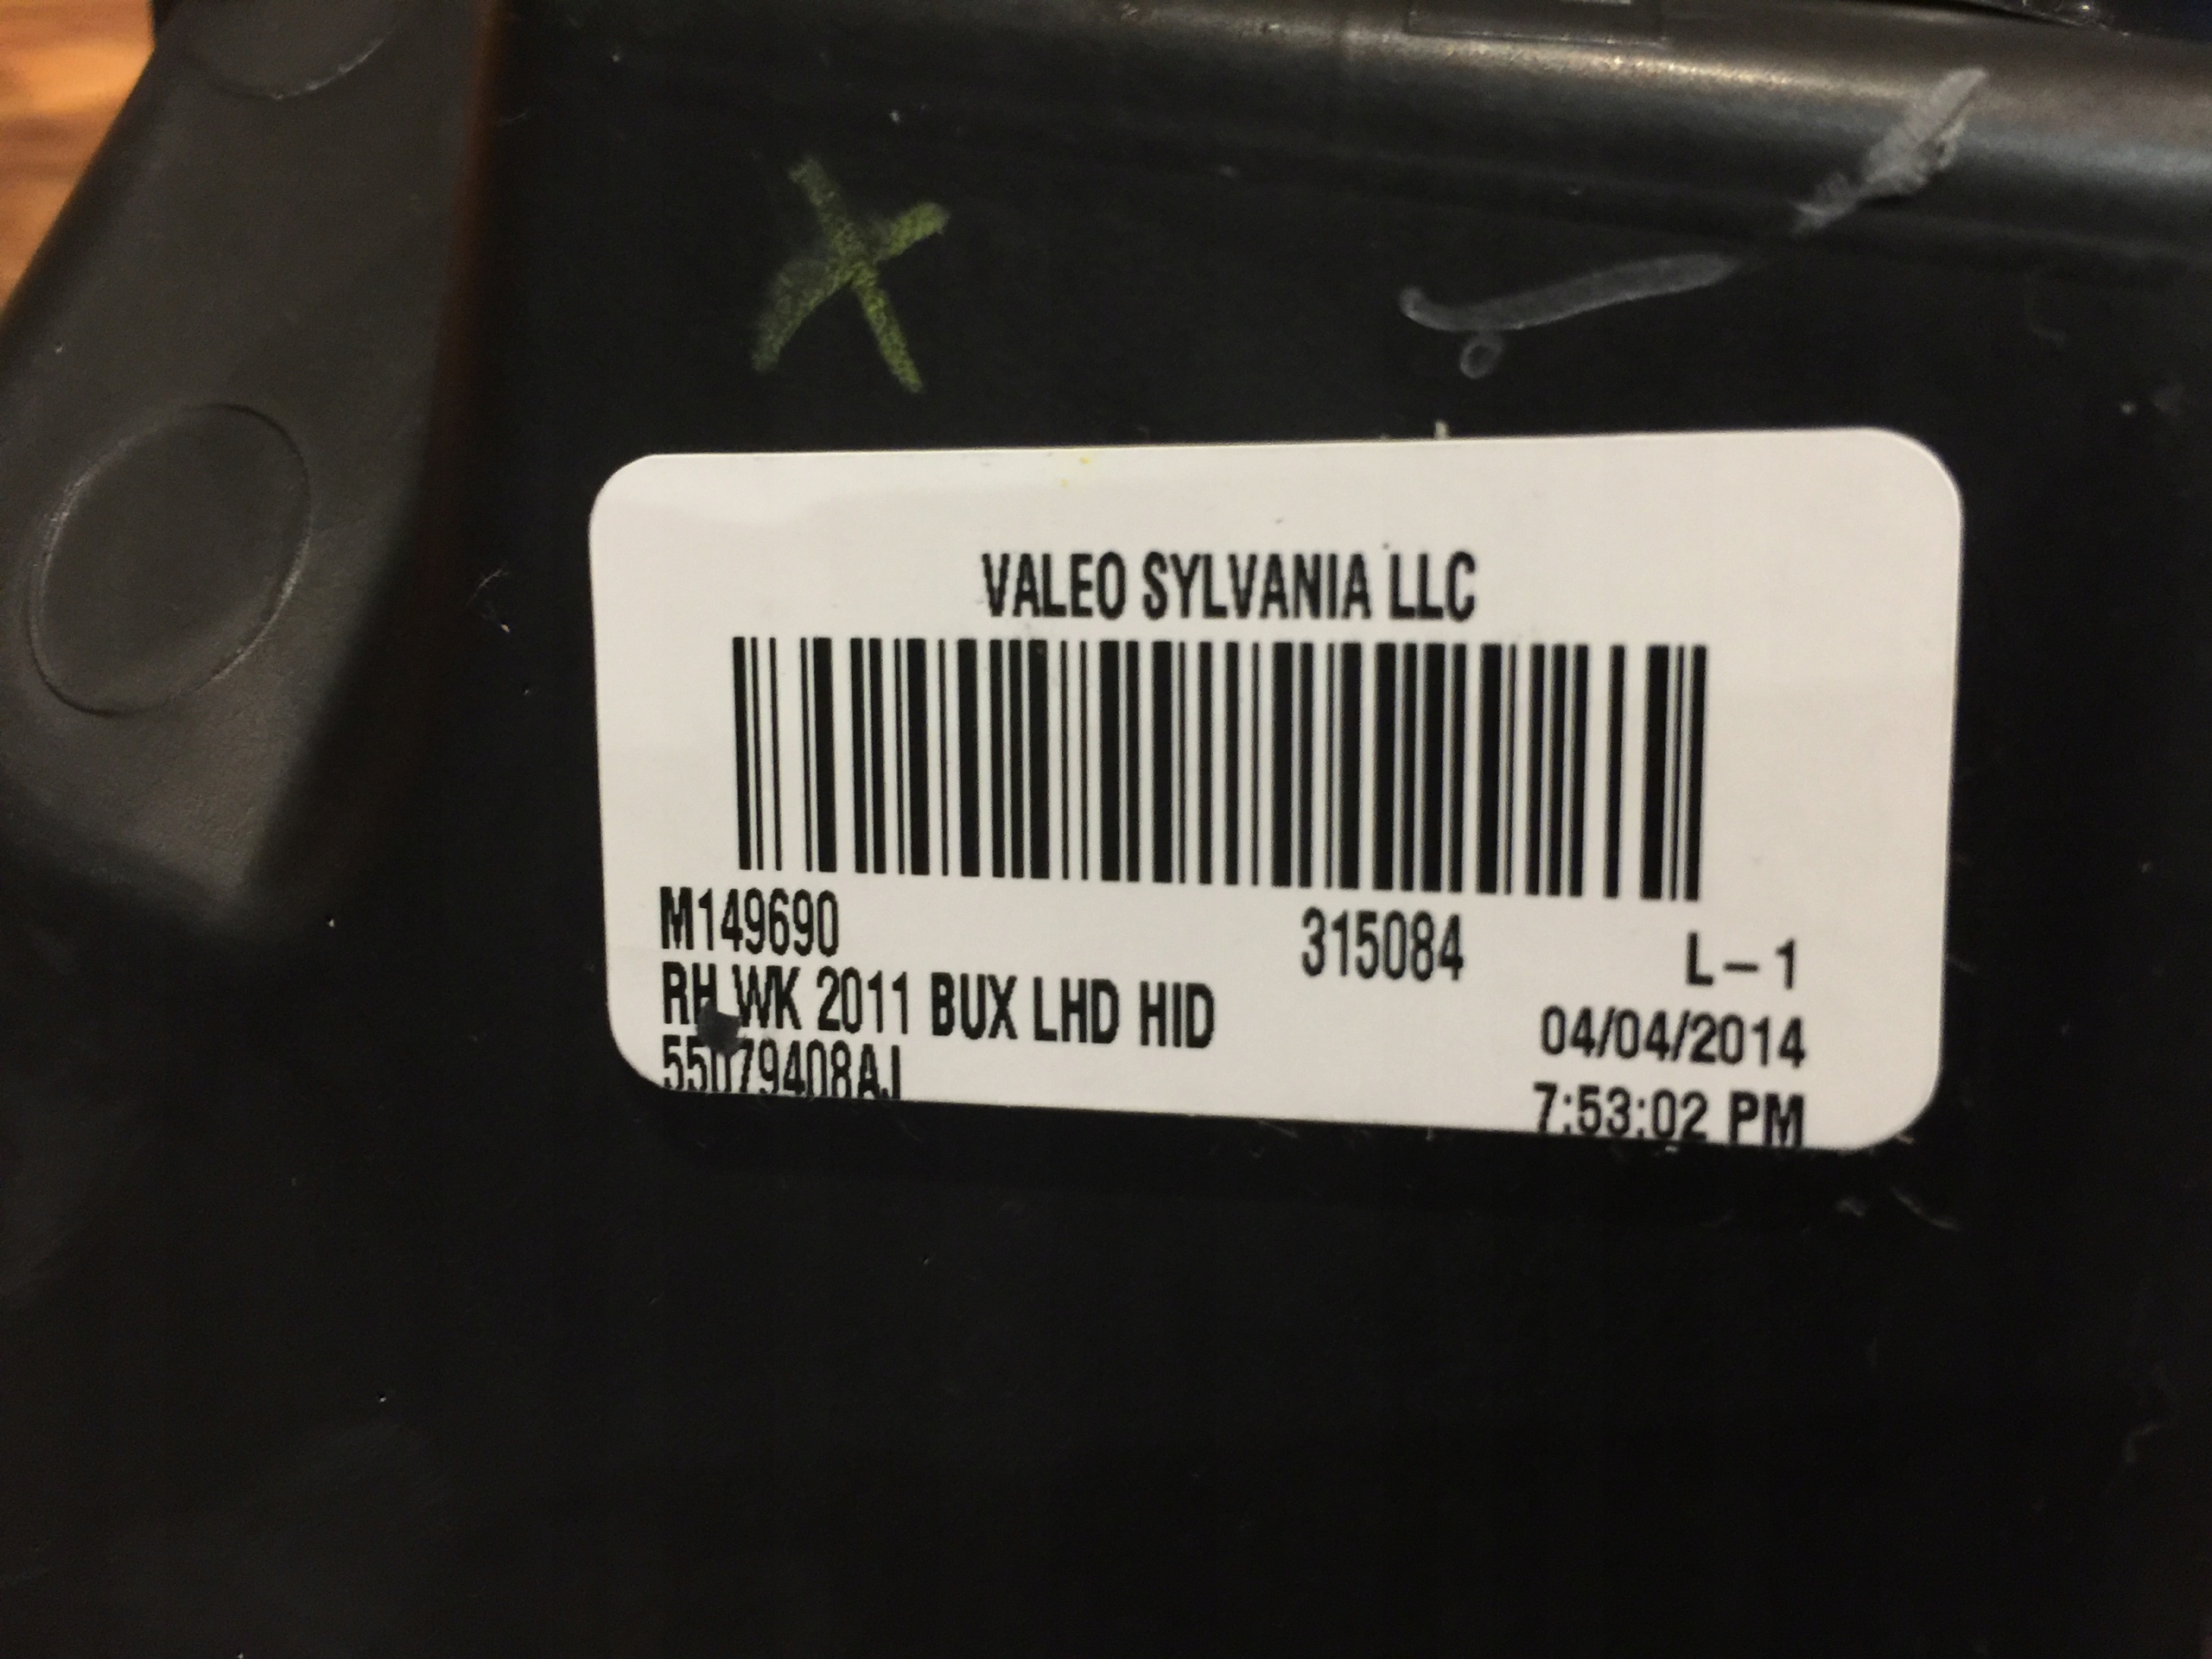 VALEO SYLVANIA LLC
M149690 315084 L-1
RH WK 2011 BUX LHD HID 04/04/2014
55079408AJ 7:53:02 PM